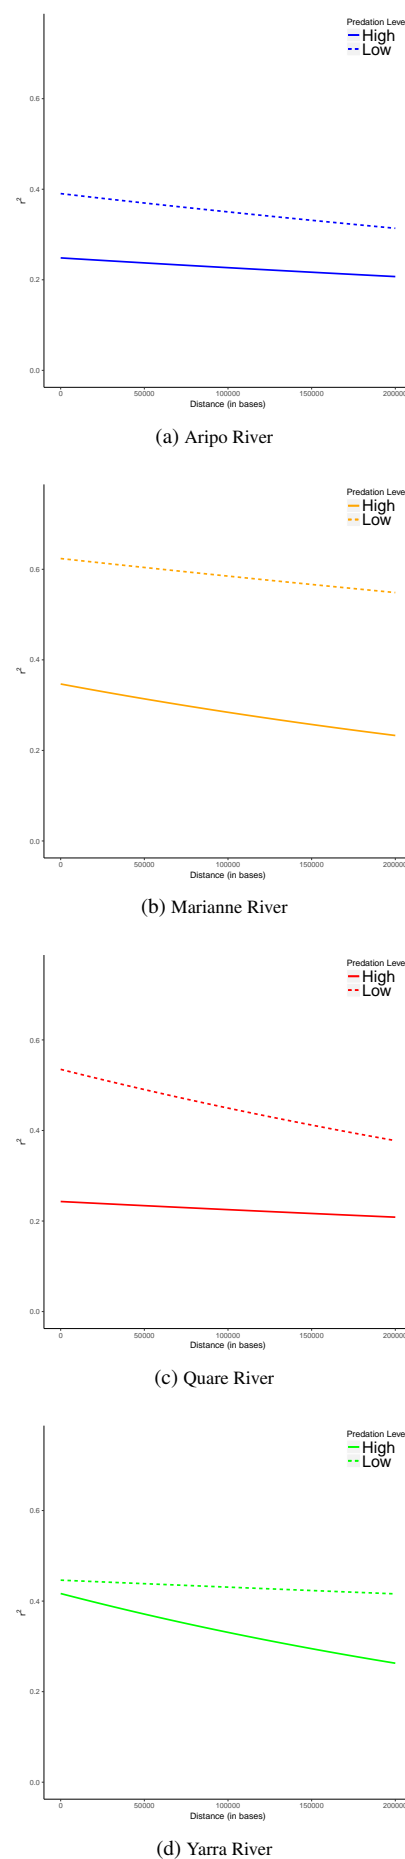 Predation Leve
High
Low
0.6
0.4
r²
0.2
0.0
0 50000 100000 150000 200000
Distance (in bases)
(a) Aripo River
Predation Leve
High
Low
0.6
0.4
r²
0.2
0.0
0 50000 100000 150000 200000
Distance (in bases)
(b) Marianne River
Predation Leve
High
Low
0.6
0.4
r²
0.2
0.0
0 50000 100000 150000 200000
Distance (in bases)
(c) Quare River
Predation Leve
High
Low
0.6
0.4
r²
0.2
0.0
0 50000 100000 150000 200000
Distance (in bases)
(d) Yarra River